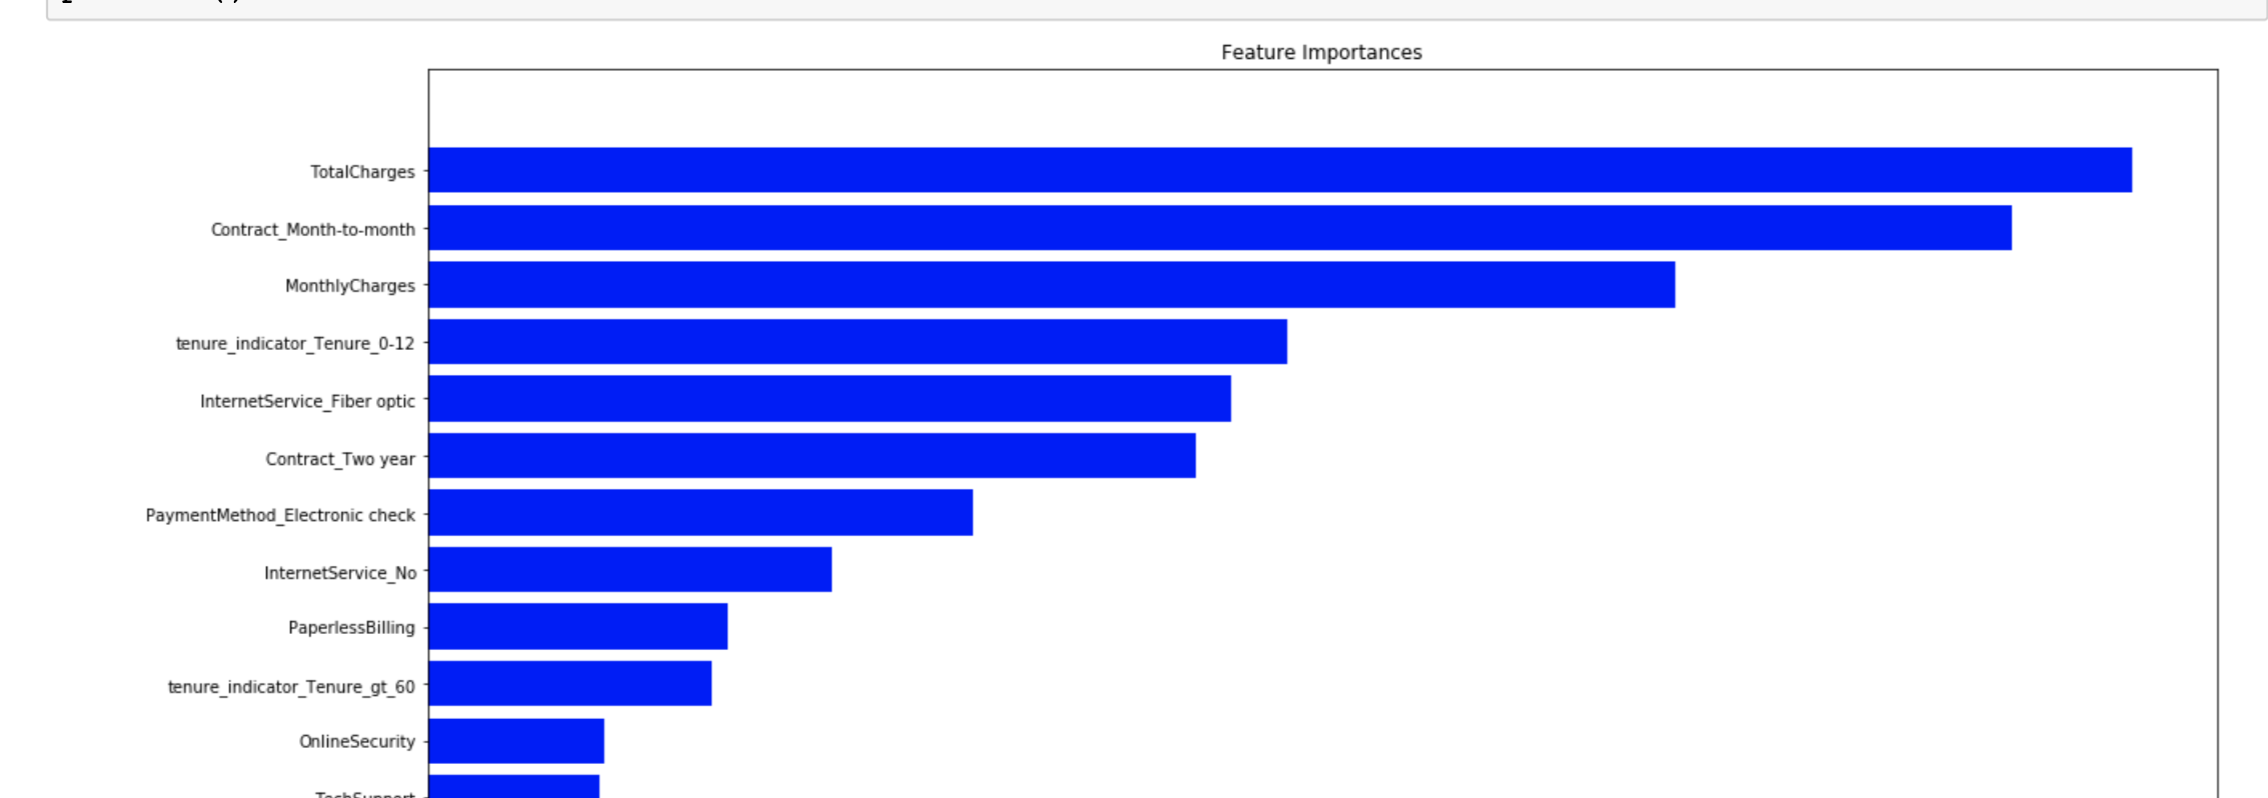 Feature Importances
TotalCharges
Contract_Month-to-month
MonthlyCharges
tenure_indicator_Tenure_0-12
InternetService_Fiber optic
Contract_Two year
PaymentMethod_Electronic check
InternetService_No
PaperlessBilling
tenure_indicator_Tenure_gt_60
OnlineSecurity
TechSupport